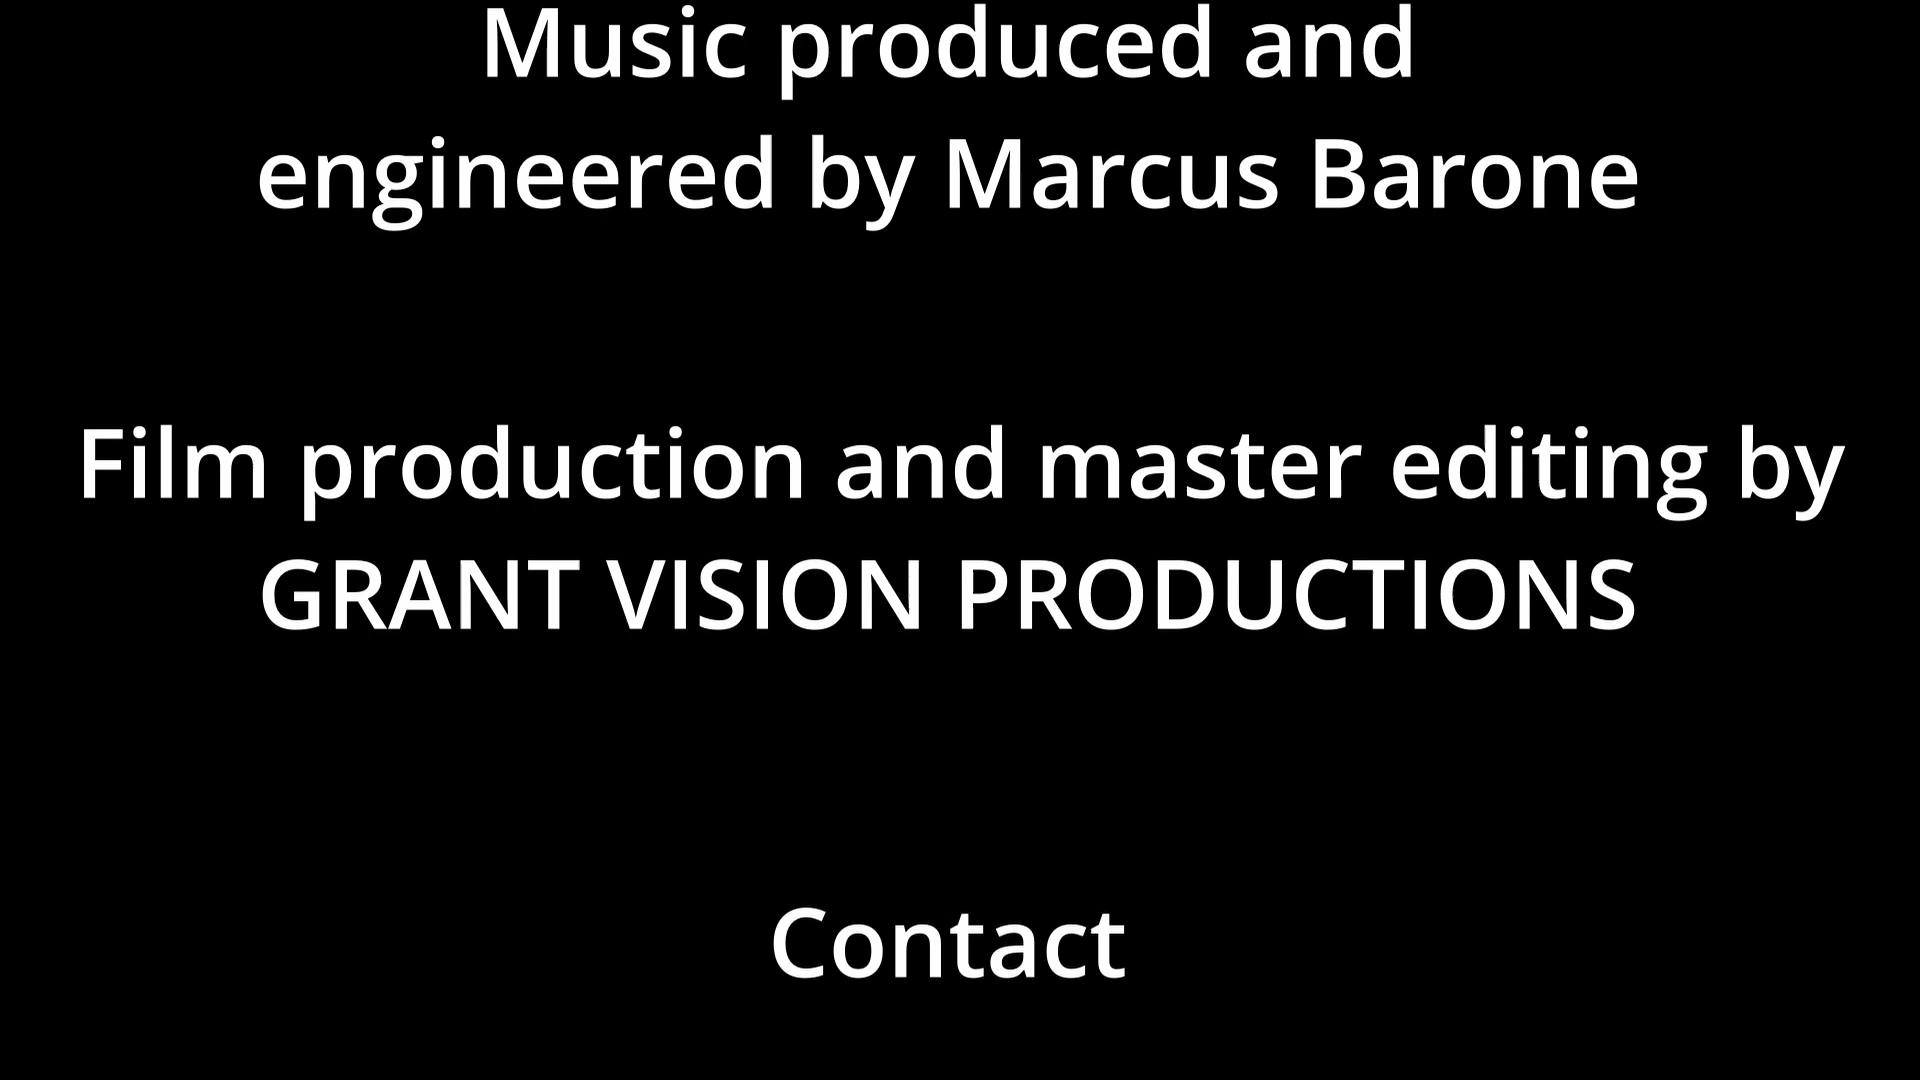 Music produced and
engineered by Marcus Barone
Film production and master editing by
GRANT VISION PRODUCTIONS
Contact